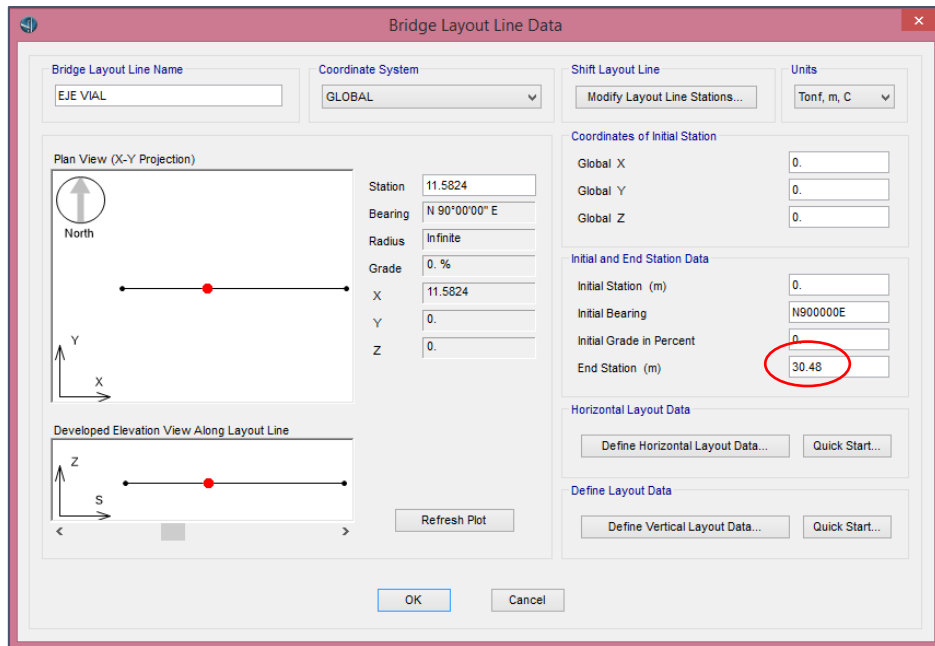 Bridge Layout Line Data
Bridge Layout Line Name
EJE VIAL
Coordinate System
GLOBAL
Shift Layout Line
Modify Layout Line Stations...
Units
Tonf, m, C
Plan View (X-Y Projection)
North
Y
X
Station 11.5824
Bearing N 90°00'00" E
Radius Infinite
Grade 0. %
X 11.5824
Y 0.
Z 0.
Developed Elevation View Along Layout Line
Z
S
Refresh Plot
Coordinates of Initial Station
Global X 0.
Global Y 0.
Global Z 0.
Initial and End Station Data
Initial Station (m) 0.
Initial Bearing N900000E
Initial Grade in Percent 0.
End Station (m) 30.48
Horizontal Layout Data
Define Horizontal Layout Data... Quick Start...
Define Layout Data
Define Vertical Layout Data... Quick Start...
OK Cancel